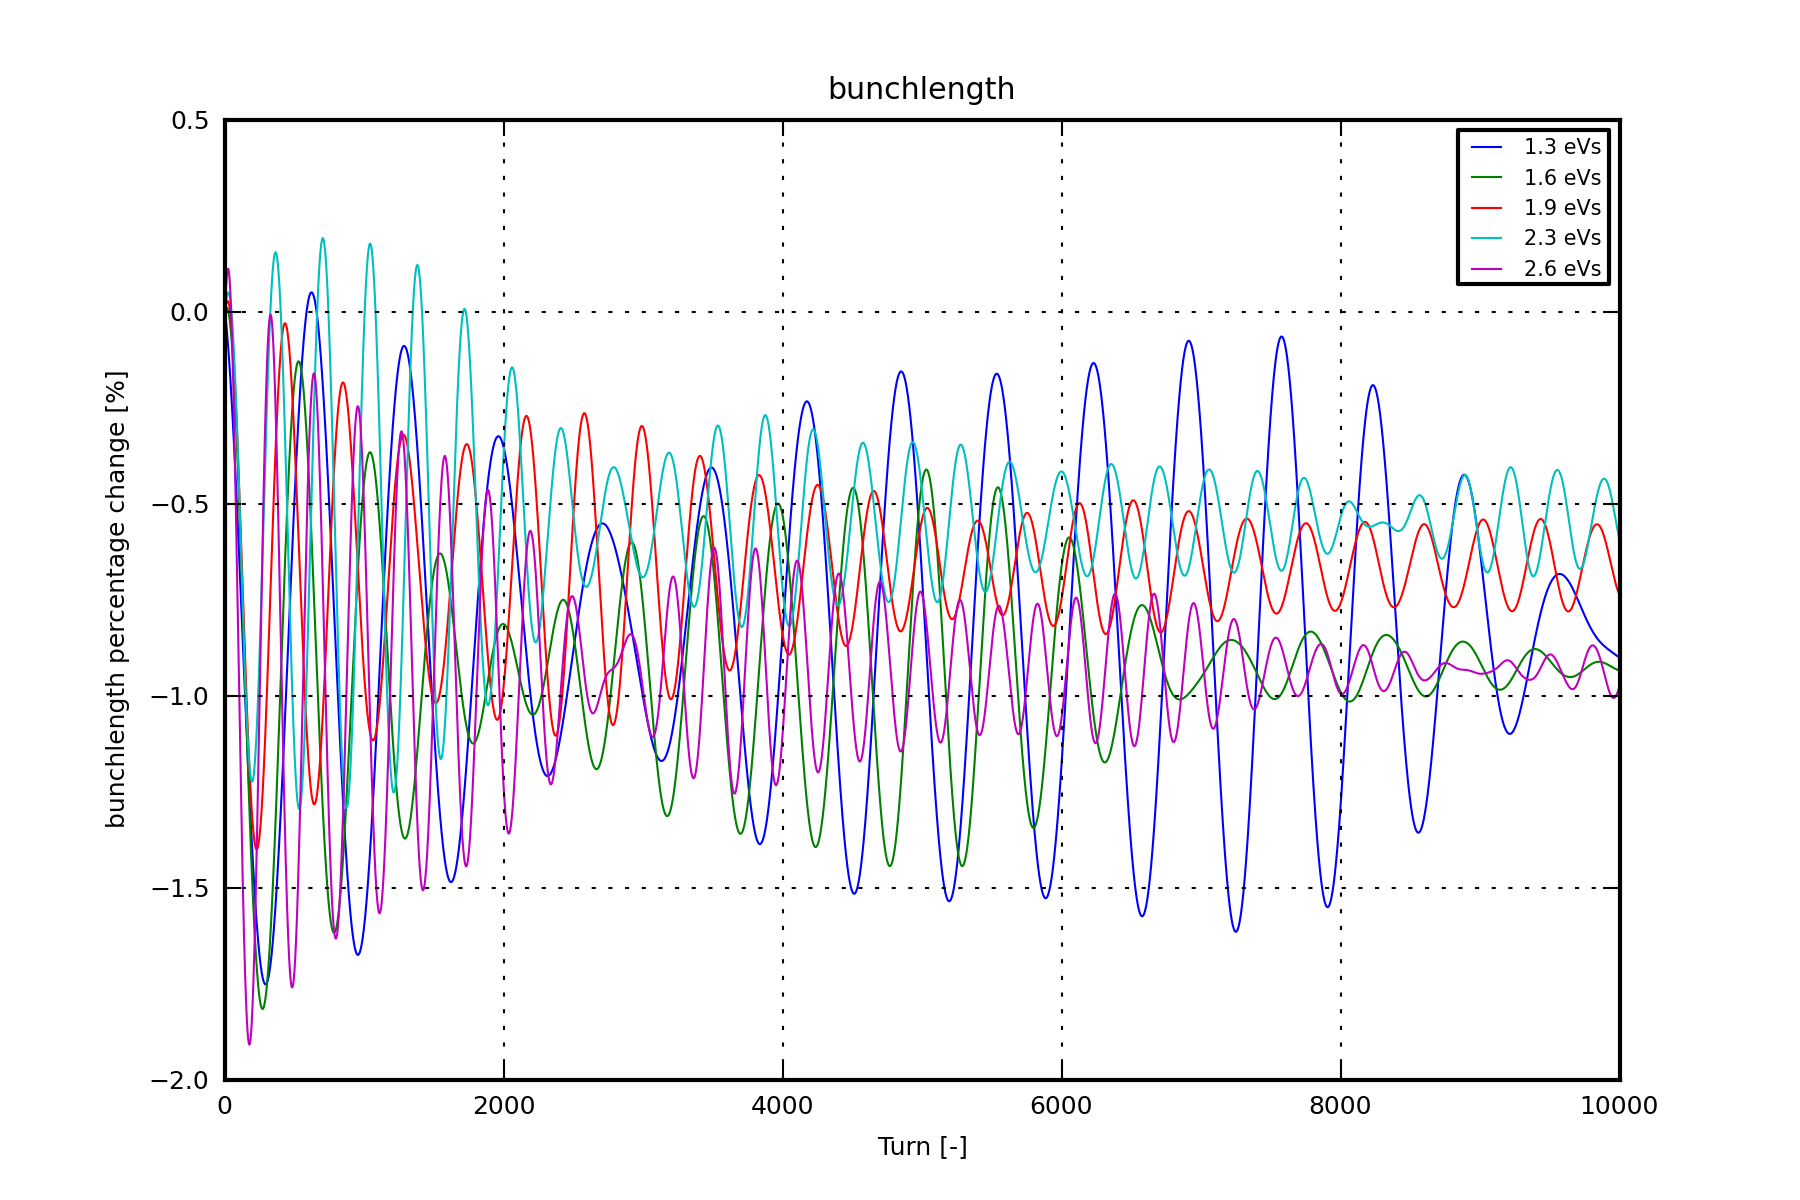 bunchlength
0.5
0.0
−0.5
−1.0
−1.5
−2.0
bunchlength percentage change [%]
1.3 eVs
1.6 eVs
1.9 eVs
2.3 eVs
2.6 eVs
0 2000 4000 6000 8000 10000
Turn [-]